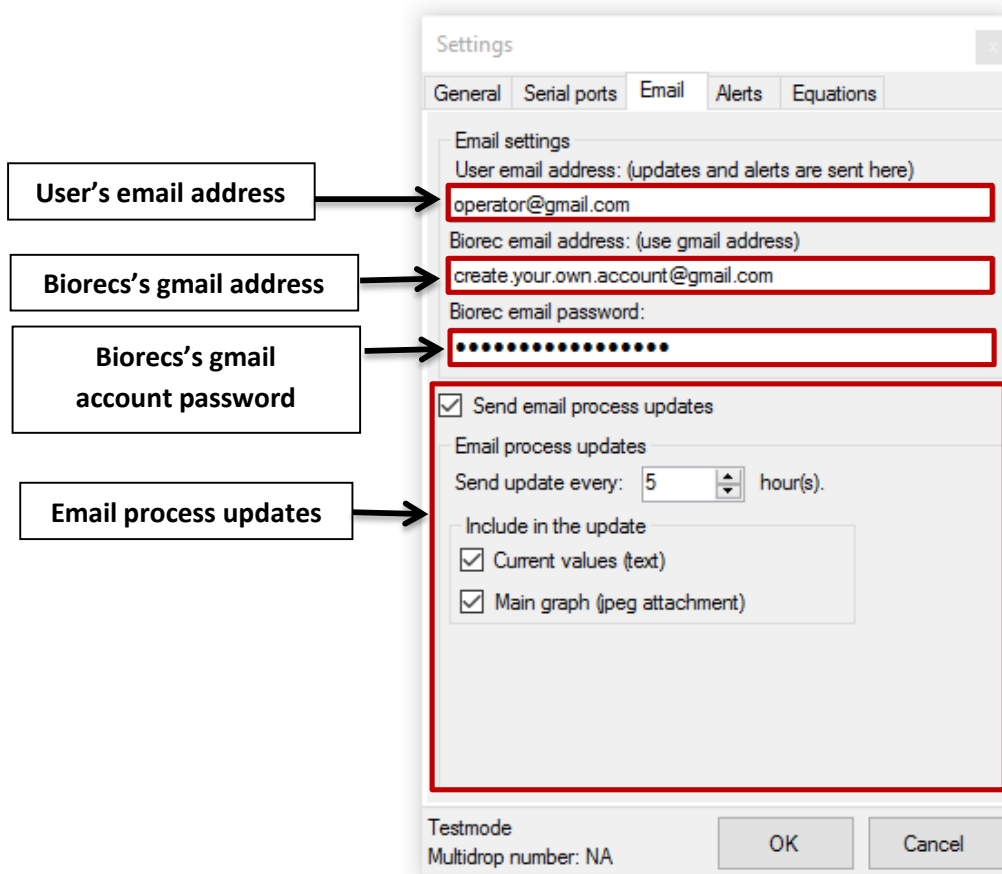 Settings
x
General Serial ports Email Alerts Equations
Email settings
User email address: (updates and alerts are sent here)
User's email address
operator@gmail.com
Biorec email address: (use gmail address)
Biorecs's gmail address
create.your.own.account@gmail.com
Biorec email password:
Biorecs's gmail
account password
•••••••••••••••••
Send email process updates
Email process updates
Send update every: 5 hour(s).
Email process updates
Include in the update
Current values (text)
Main graph (jpeg attachment)
Testmode
Multidrop number: NA
OK Cancel